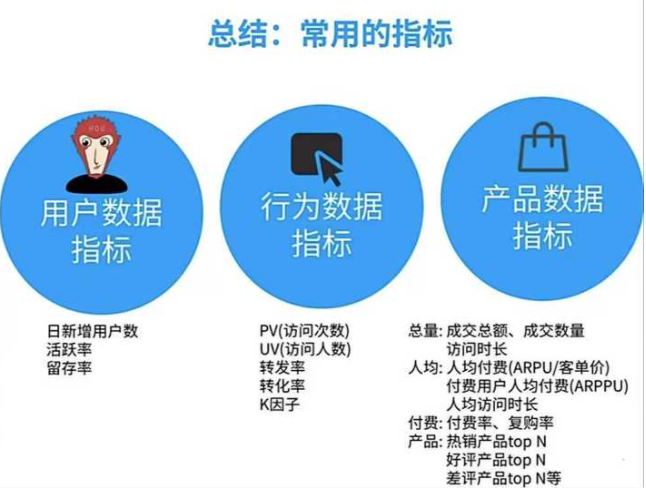 总结：常用的指标
用户数据
指标
日新增用户数
活跃率
留存率
行为数据
指标
PV(访问次数)
UV(访问人数)
转发率
转化率
K因子
产品数据
指标
总量: 成交总额、成交数量
访问时长
人均: 人均付费(ARPU/客单价)
付费用户人均付费(ARPPU)
人均访问时长
付费: 付费率、复购率
产品: 热销产品top N
好评产品top N
差评产品top N等